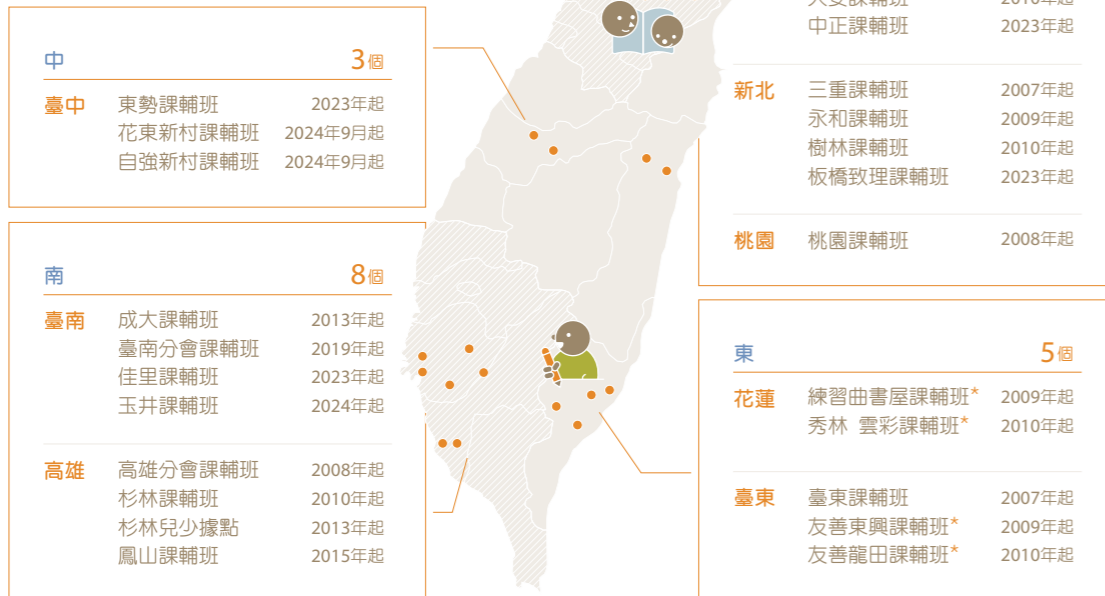 中 3個
臺中 東勢課輔班 2023年起
花東新村課輔班 2024年9月起
自強新村課輔班 2024年9月起
南 8個
臺南 成大課輔班 2013年起
臺南分會課輔班 2019年起
佳里課輔班 2023年起
玉井課輔班 2024年起
高雄 高雄分會課輔班 2008年起
杉林課輔班 2010年起
杉林兒少據點 2013年起
鳳山課輔班 2015年起
中正課輔班 2023年起
新北 三重課輔班 2007年起
永和課輔班 2009年起
樹林課輔班 2010年起
板橋致理課輔班 2023年起
桃園 桃園課輔班 2008年起
東 5個
花蓮 練習曲書屋課輔班* 2009年起
秀林 雲彩課輔班* 2010年起
臺東 臺東課輔班 2007年起
友善東興課輔班* 2009年起
友善龍田課輔班* 2010年起